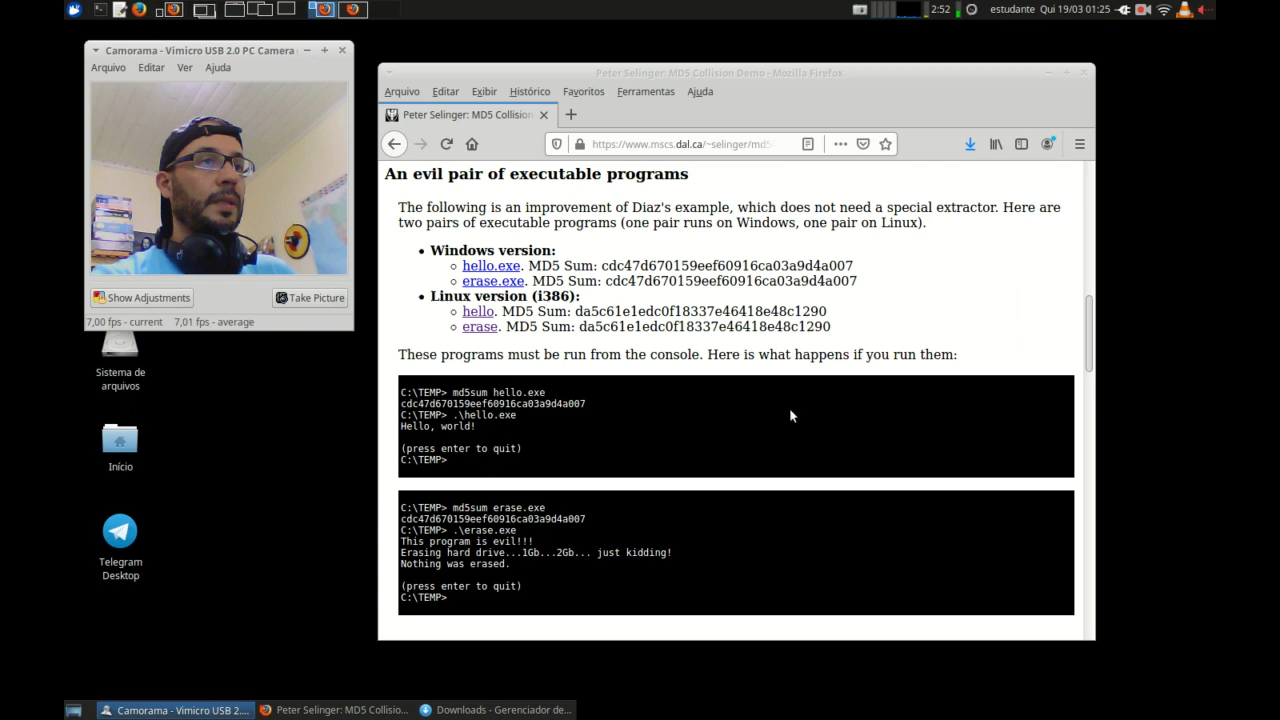 2:52
estudante Qui 19/03 01:25
Camorama - Vimicro USB 2.0 PC Camera
Arquivo Editar Ver Ajuda
Show Adjustments
Take Picture
7,00 fps - current 7,01 fps - average
Sistema de
arquivos
Início
Telegram
Desktop
Peter Selinger: MD5 Collision Demo - Mozilla Firefox
Arquivo Editar Exibir Histórico Favoritos Ferramentas Ajuda
Peter Selinger: MD5 Collision
https://www.mscs.dal.ca/~selinger/md5
An evil pair of executable programs
The following is an improvement of Diaz's example, which does not need a special extractor. Here are
two pairs of executable programs (one pair runs on Windows, one pair on Linux).
• Windows version:
hello.exe. MD5 Sum: cdc47d670159eef60916ca03a9d4a007
erase.exe. MD5 Sum: cdc47d670159eef60916ca03a9d4a007
• Linux version (i386):
hello. MD5 Sum: da5c61e1edc0f18337e46418e48c1290
erase. MD5 Sum: da5c61e1edc0f18337e46418e48c1290
These programs must be run from the console. Here is what happens if you run them:
C:\TEMP> md5sum hello.exe
cdc47d670159eef60916ca03a9d4a007
C:\TEMP> .\hello.exe
Hello, world!
(press enter to quit)
C:\TEMP>
C:\TEMP> md5sum erase.exe
cdc47d670159eef60916ca03a9d4a007
C:\TEMP> .\erase.exe
This program is evil!!!
Erasing hard drive...1Gb...2Gb... just kidding!
Nothing was erased.
(press enter to quit)
C:\TEMP>
Camorama - Vimicro USB 2....
Peter Selinger: MD5 Collisio...
Downloads - Gerenciador de...